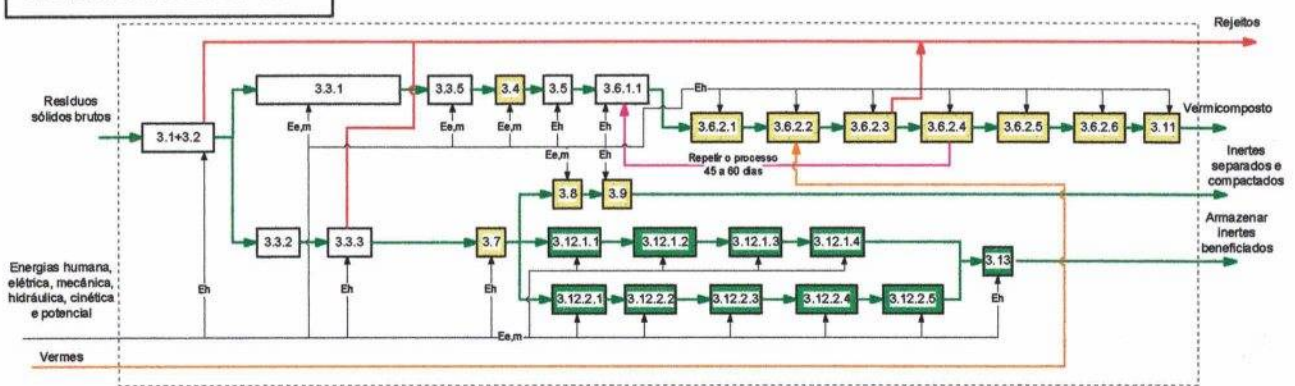 Rejeitos
Resíduos
sólidos brutos
3.1+3.2
3.3.1
3.3.5
3.4
3.5
3.6.1.1
Eh
Ee,m
Ee,m
Ee,m
Eh
Eh
3.6.2.1
3.6.2.2
3.6.2.3
3.6.2.4
3.6.2.5
3.6.2.6
3.11
Vermicomposto
Repetir o processo
45 a 60 dias
Ee,m
Eh
3.8
3.9
Inertes
separados e
compactados
3.3.2
3.3.3
3.7
3.12.1.1
3.12.1.2
3.12.1.3
3.12.1.4
3.13
Armazenar
inertes
beneficiados
Energias humana,
elétrica, mecânica,
hidráulica, cinética
e potencial
Eh
Eh
Eh
3.12.2.1
3.12.2.2
3.12.2.3
3.12.2.4
3.12.2.5
Eh
Ee,m
Vermes